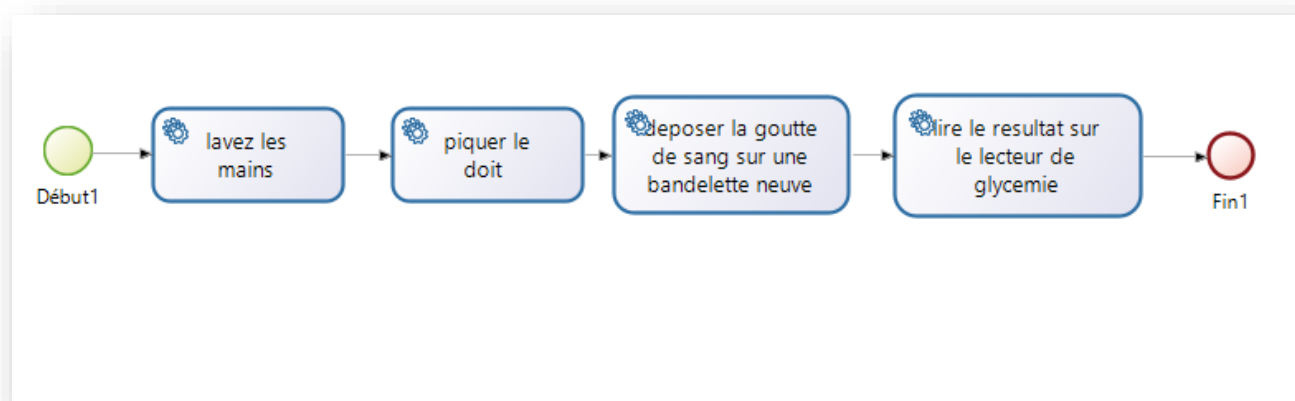 Début1
lavez les
mains
piquer le
doit
deposer la goutte
de sang sur une
bandelette neuve
lire le resultat sur
le lecteur de
glycemie
Fin1